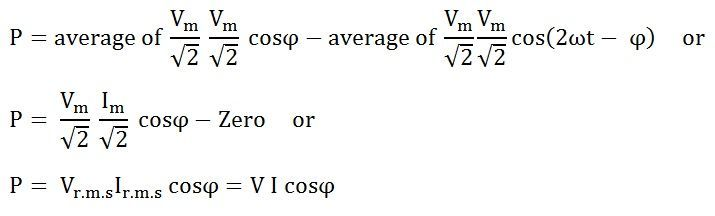 P = average of Vₘ/√2 Vₘ/√2 cosφ − average of Vₘ/√2 Vₘ/√2 cos(2ωt − φ) or
P = Vₘ/√2 Iₘ/√2 cosφ − Zero or
P = Vr.m.s Ir.m.s cosφ = V I cosφ